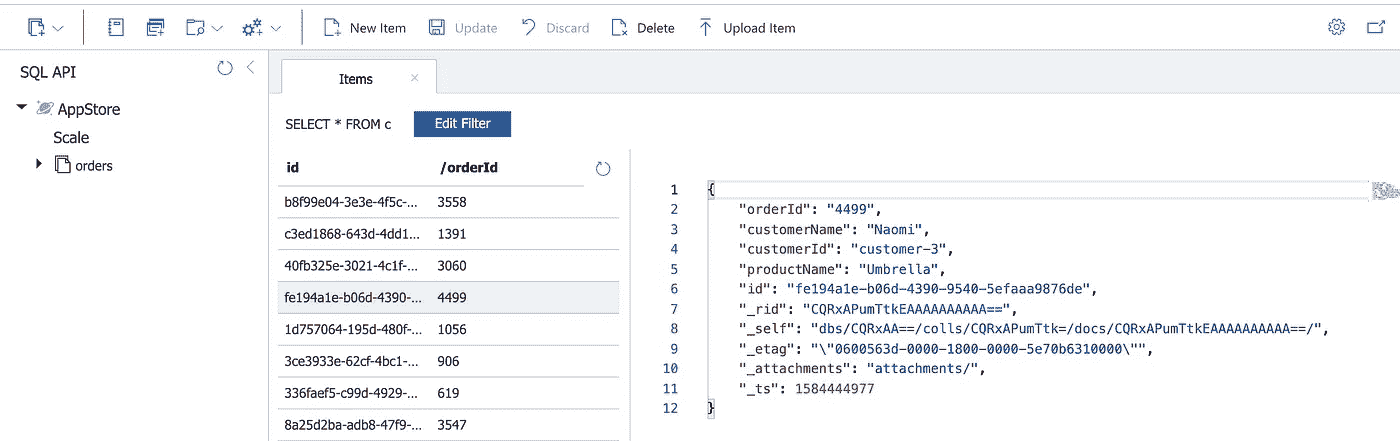 New Item Update Discard Delete Upload Item
SQL API
Items
AppStore
Scale
orders
SELECT * FROM c Edit Filter
id /orderId
b8f99e04-3e3e-4f5c-... 3558
c3ed1868-643d-4dd1... 1391
40fb325e-3021-4c1f-... 3060
fe194a1e-b06d-4390-... 4499
1d757064-195d-480f-... 1056
3ce3933e-62cf-4bc1-... 906
336faef5-c99d-4929-... 619
8a25d2ba-adb8-47f9-... 3547
1 {
2 "orderId": "4499",
3 "customerName": "Naomi",
4 "customerId": "customer-3",
5 "productName": "Umbrella",
6 "id": "fe194a1e-b06d-4390-9540-5efaaa9876de",
7 "_rid": "CQRxAPumTtkEAAAAAAAAAA==",
8 "_self": "dbs/CQRxAA==/colls/CQRxAPumTtk=/docs/CQRxAPumTtkEAAAAAAAAAA==/",
9 "_etag": "\"0600563d-0000-1800-0000-5e70b6310000\"",
10 "_attachments": "attachments/",
11 "_ts": 1584444977
12 }